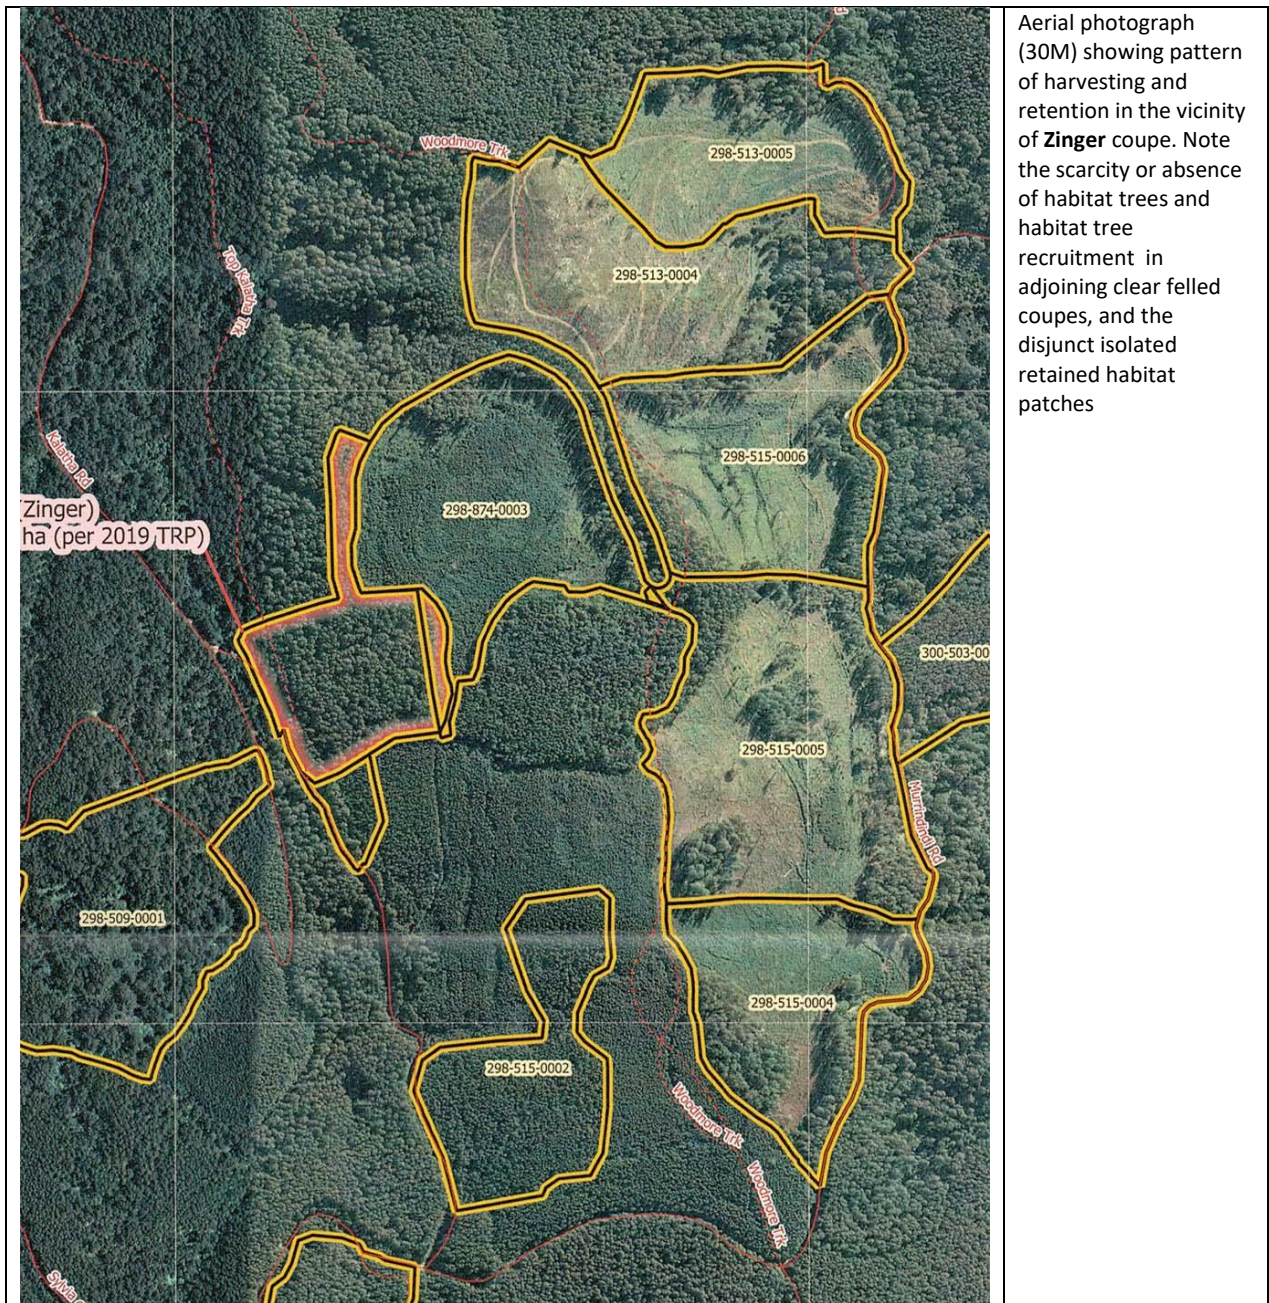 Aerial photograph
(30M) showing pattern
of harvesting and
retention in the vicinity
of Zinger coupe. Note
the scarcity or absence
of habitat trees and
habitat tree
recruitment in
adjoining clear felled
coupes, and the
disjunct isolated
retained habitat
patches
Woodmore Trk
298-513-0005
Top Kalatha Trk
298-513-0004
Kalatha Rd
298-515-0006
298-874-0003
Zinger)
ha (per 2019 TRP)
300-503-00
298-515-0005
Murrindindi Rd
298-509-0001
298-515-0004
298-515-0002
Woodmore Trk
Woodmore Trk
Sylvia